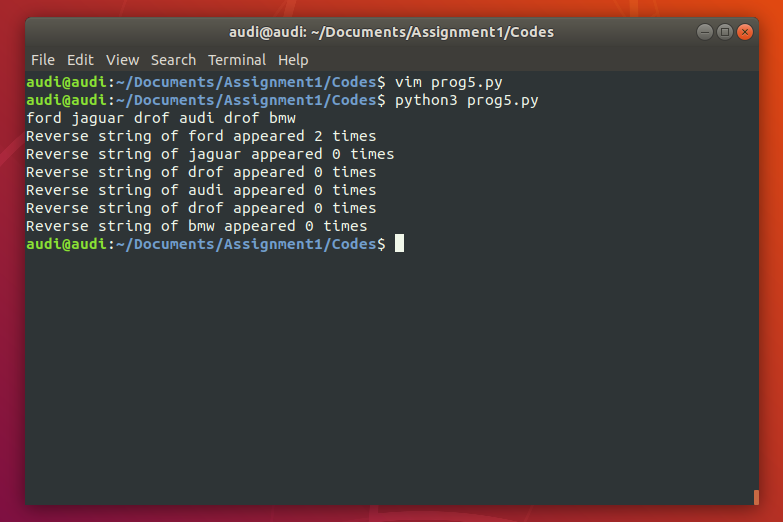 audi@audi: ~/Documents/Assignment1/Codes
File Edit View Search Terminal Help
audi@audi:~/Documents/Assignment1/Codes$ vim prog5.py
audi@audi:~/Documents/Assignment1/Codes$ python3 prog5.py
ford jaguar drof audi drof bmw
Reverse string of ford appeared 2 times
Reverse string of jaguar appeared 0 times
Reverse string of drof appeared 0 times
Reverse string of audi appeared 0 times
Reverse string of drof appeared 0 times
Reverse string of bmw appeared 0 times
audi@audi:~/Documents/Assignment1/Codes$